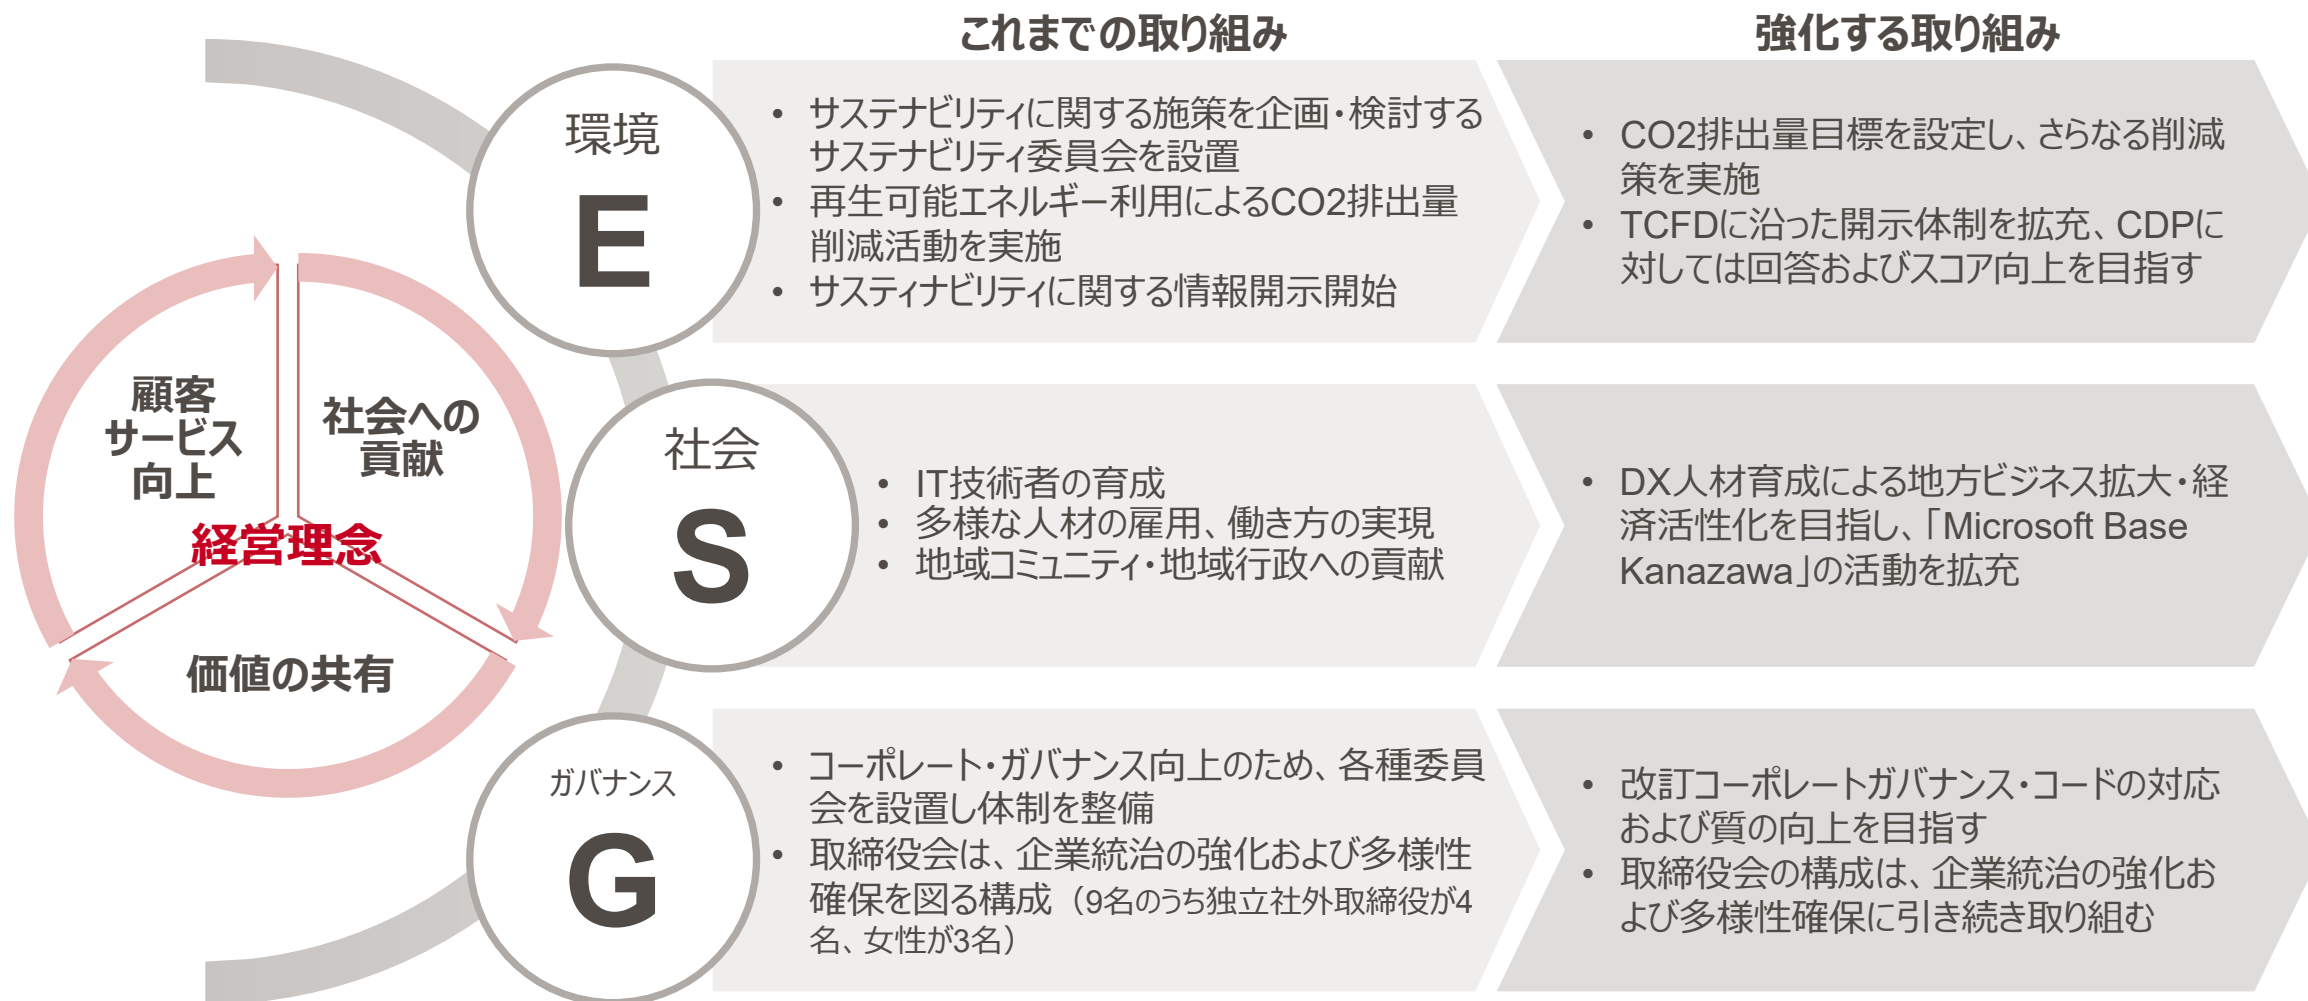 これまでの取り組み
強化する取り組み
顧客
サービス
向上
社会への
貢献
経営理念
価値の共有
環境
E
• サステナビリティに関する施策を企画・検討する
サステナビリティ委員会を設置
• 再生可能エネルギー利用によるCO2排出量
削減活動を実施
• サスティナビリティに関する情報開示開始
• CO2排出量目標を設定し、さらなる削減
策を実施
• TCFDに沿った開示体制を拡充、CDPに
対しては回答およびスコア向上を目指す
社会
S
• IT技術者の育成
• 多様な人材の雇用、働き方の実現
• 地域コミュニティ・地域行政への貢献
• DX人材育成による地方ビジネス拡大・経
済活性化を目指し、「Microsoft Base
Kanazawa」の活動を拡充
ガバナンス
G
• コーポレート・ガバナンス向上のため、各種委員
会を設置し体制を整備
• 取締役会は、企業統治の強化および多様性
確保を図る構成（9名のうち独立社外取締役が4
名、女性が3名）
• 改訂コーポレートガバナンス・コードの対応
および質の向上を目指す
• 取締役会の構成は、企業統治の強化お
よび多様性確保に引き続き取り組む